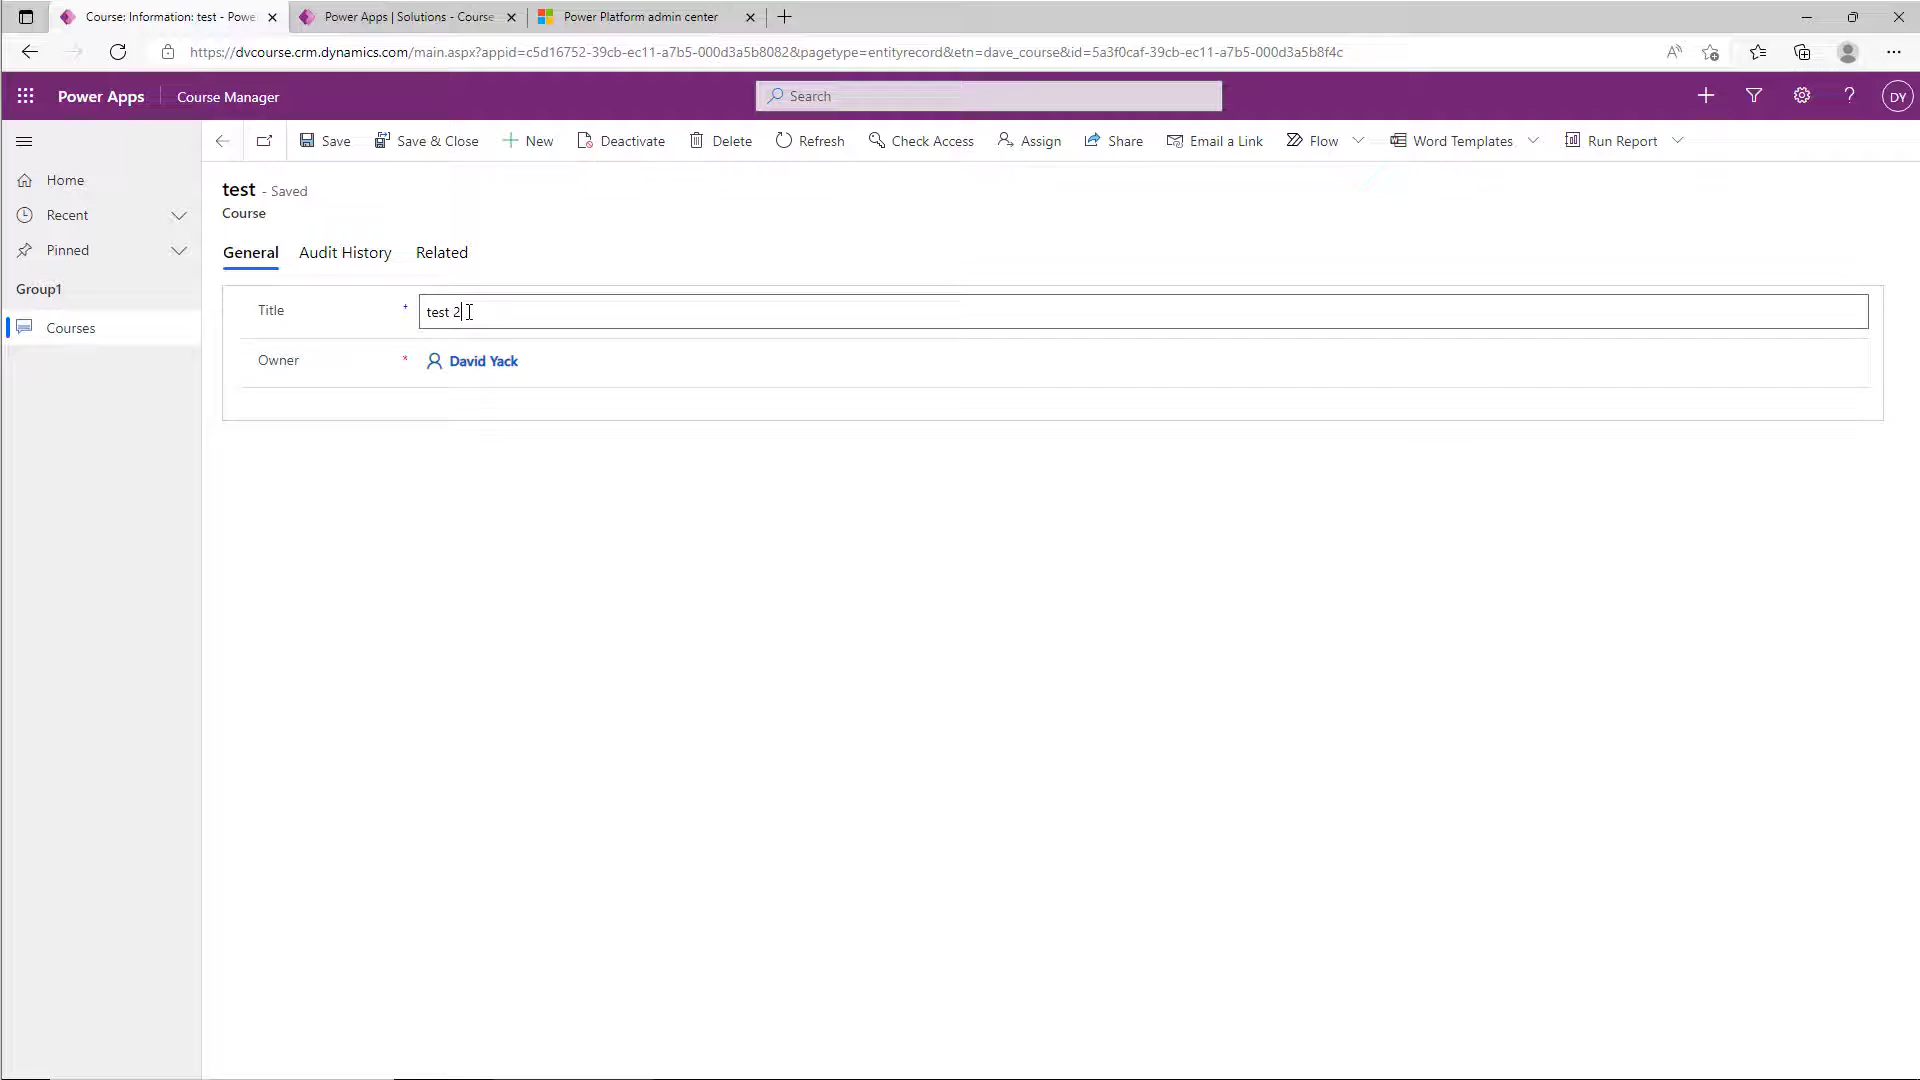 Course: Information: test - Powe
Power Apps | Solutions - Course
Power Platform admin center
https://dvcourse.crm.dynamics.com/main.aspx?appid=c5d16752-39cb-ec11-a7b5-000d3a5b8082&pagetype=entityrecord&etn=dave_course&id=5a3f0caf-39cb-ec11-a7b5-000d3a5b8f4c
Power Apps Course Manager Search ? DY
Save Save & Close New Deactivate Delete Refresh Check Access Assign Share Email a Link Flow Word Templates Run Report
Home
Recent
Pinned
Group1
Courses
test - Saved
Course
General Audit History Related
Title + test 2
Owner * David Yack